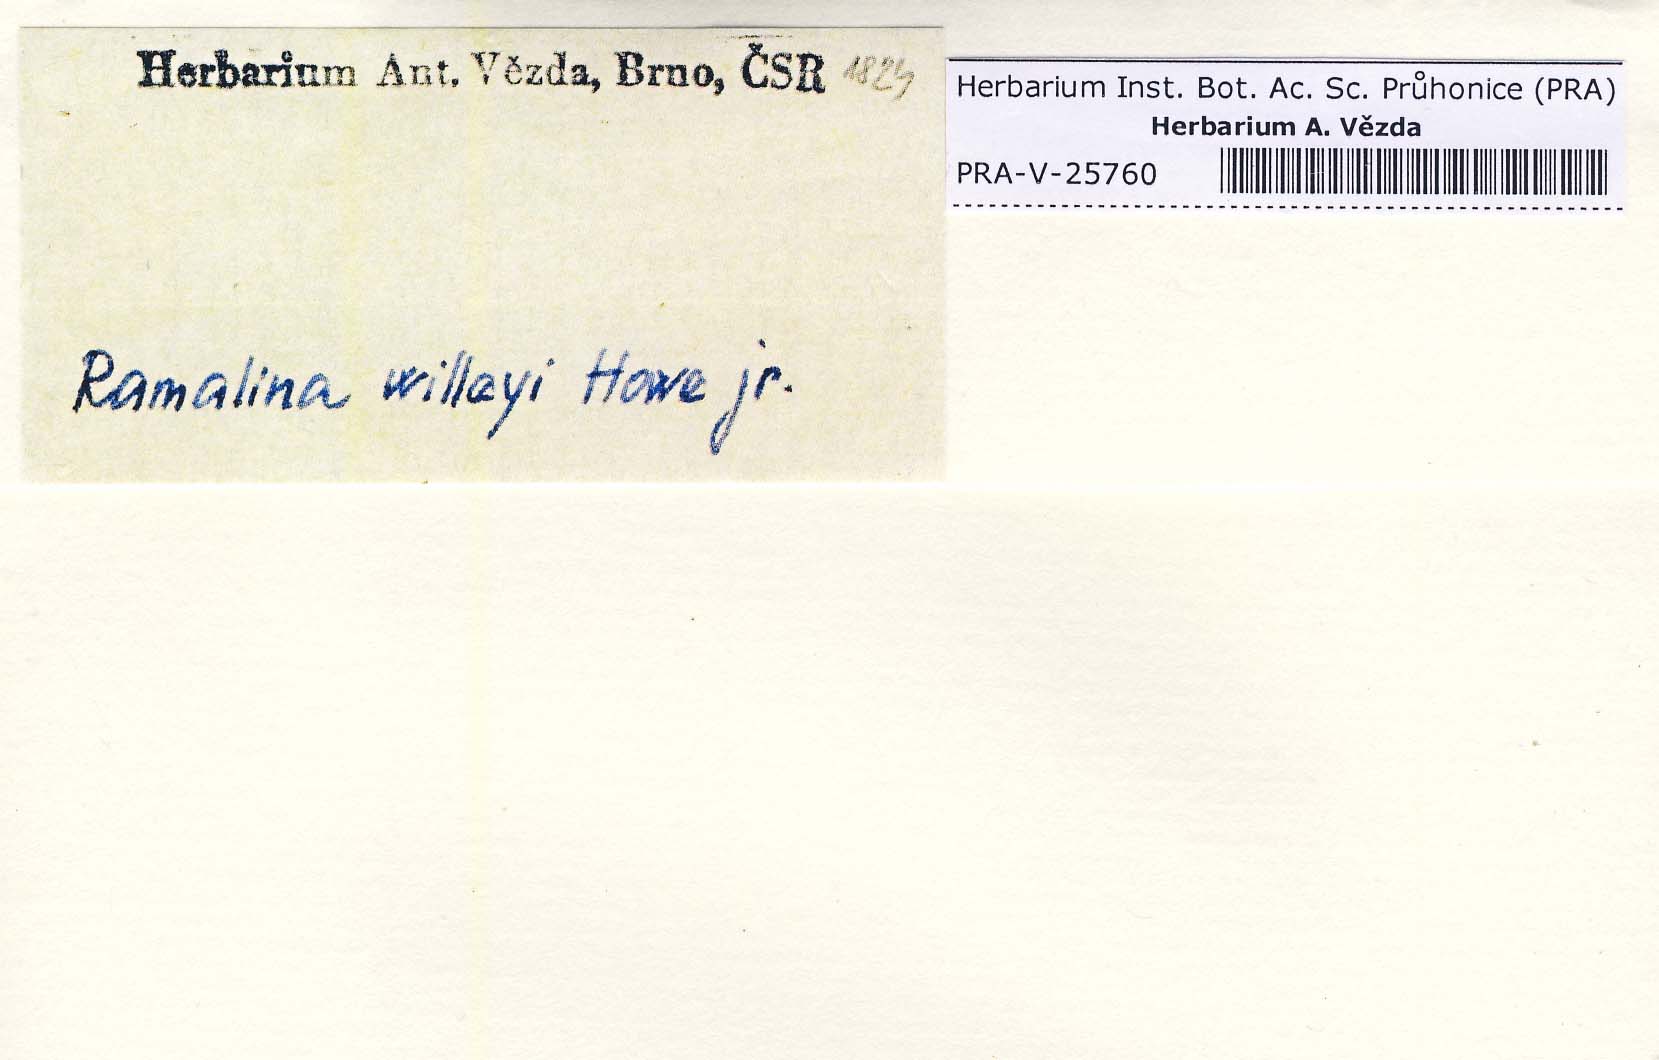 Herbarium Ant. Vězda, Brno, ČSR
Herbarium Inst. Bot. Ac. Sc. Průhonice (PRA)
Herbarium A. Vězda
PRA-V-25760
Ramalina willeyi Howe jr.